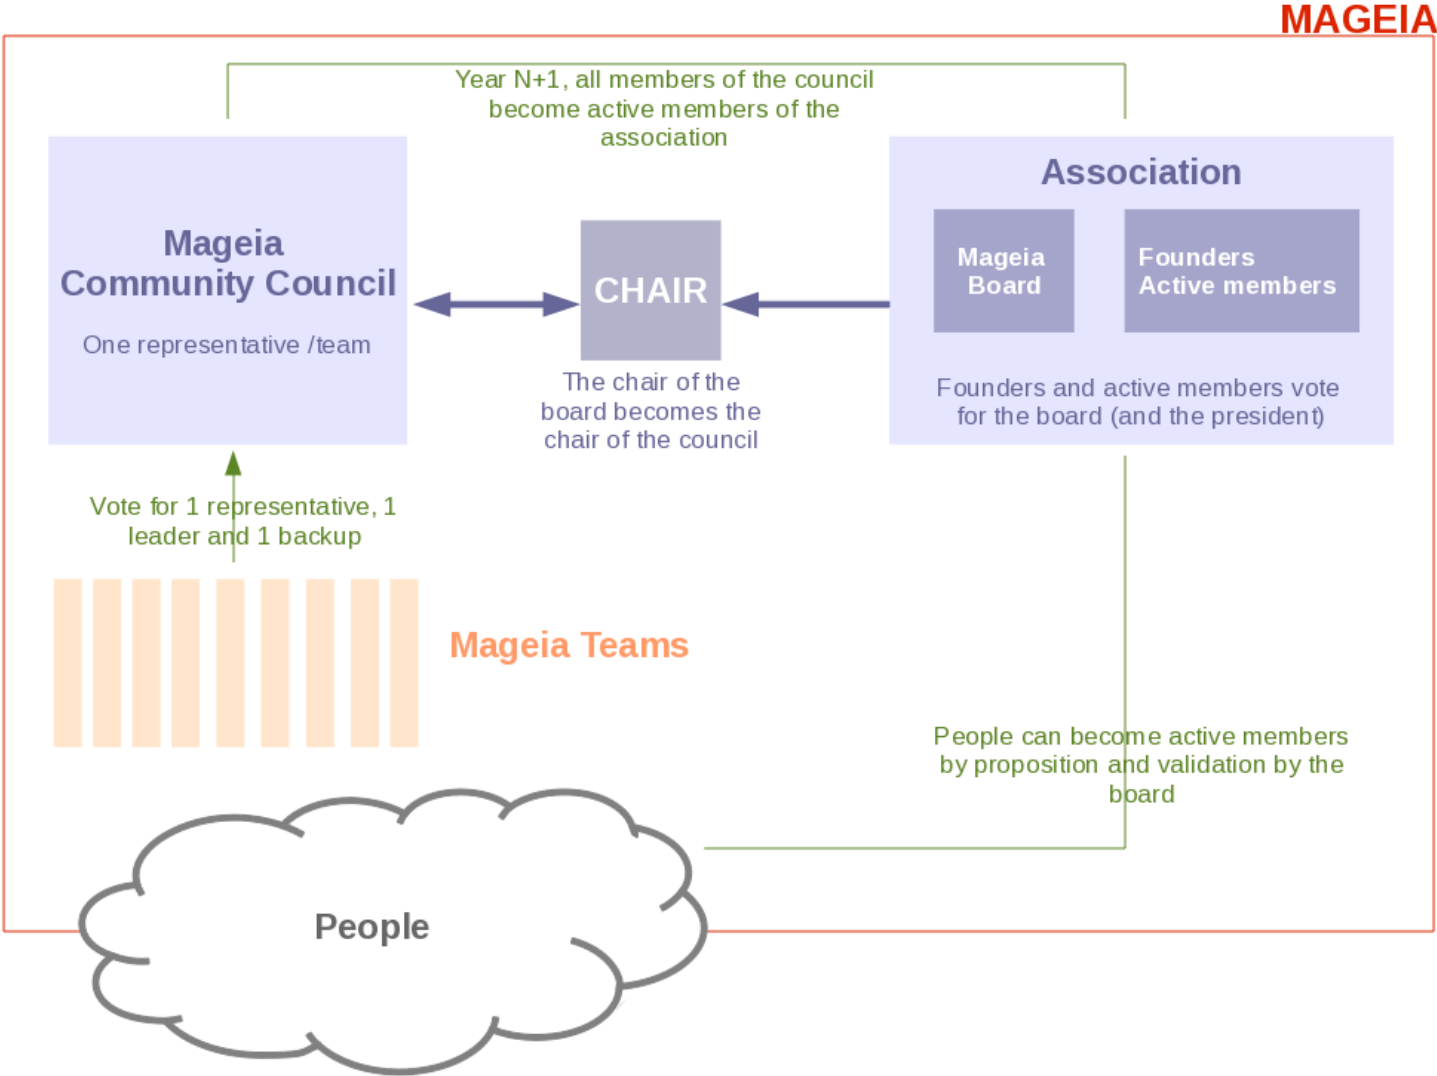 MAGEIA
Year N+1, all members of the council
become active members of the
association
Mageia
Community Council
One representative /team
CHAIR
The chair of the
board becomes the
chair of the council
Association
Mageia
Board
Founders
Active members
Founders and active members vote
for the board (and the president)
Vote for 1 representative, 1
leader and 1 backup
Mageia Teams
People can become active members
by proposition and validation by the
board
People